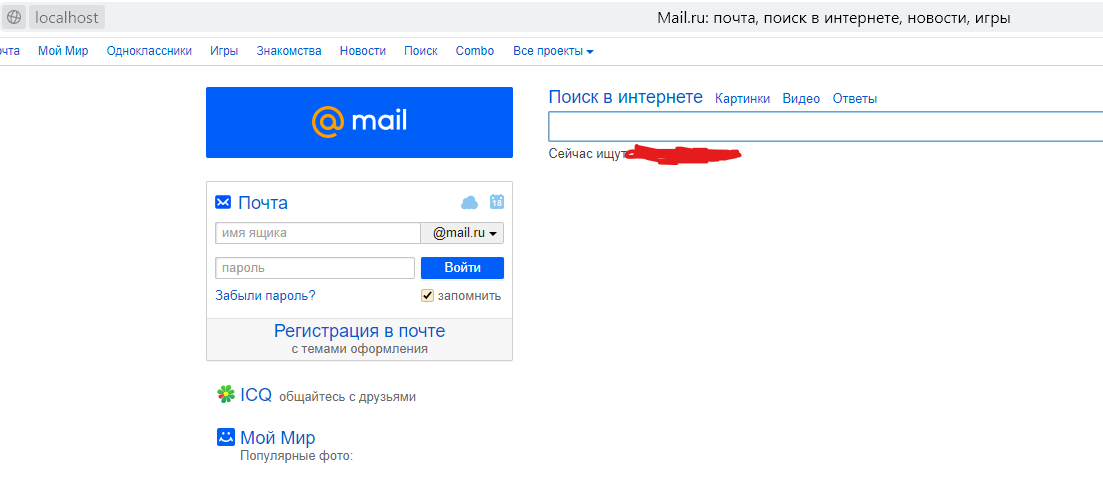 localhost Mail.ru: почта, поиск в интернете, новости, игры
чта Мой Мир Одноклассники Игры Знакомства Новости Поиск Combo Все проекты
@mail
Поиск в интернете Картинки Видео Ответы
Сейчас ищут
Почта 18
имя ящика @mail.ru
пароль Войти
Забыли пароль? запомнить
Регистрация в почте
с темами оформления
ICQ общайтесь с друзьями
Мой Мир
Популярные фото: